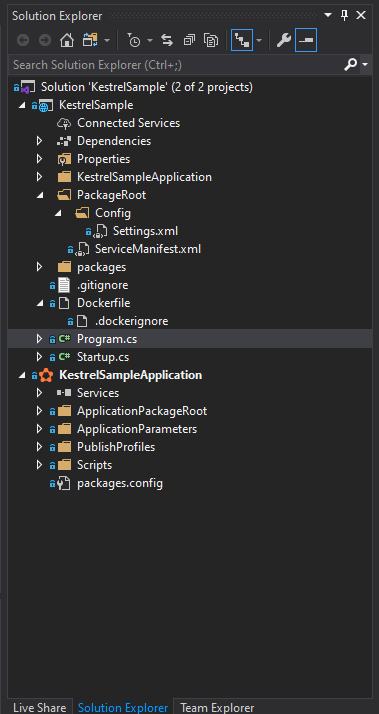 Solution Explorer
Search Solution Explorer (Ctrl+;)
Solution 'KestrelSample' (2 of 2 projects)
KestrelSample
Connected Services
Dependencies
Properties
KestrelSampleApplication
PackageRoot
Config
Settings.xml
ServiceManifest.xml
packages
.gitignore
Dockerfile
.dockerignore
C# Program.cs
C# Startup.cs
KestrelSampleApplication
Services
ApplicationPackageRoot
ApplicationParameters
PublishProfiles
Scripts
packages.config
Live Share Solution Explorer Team Explorer